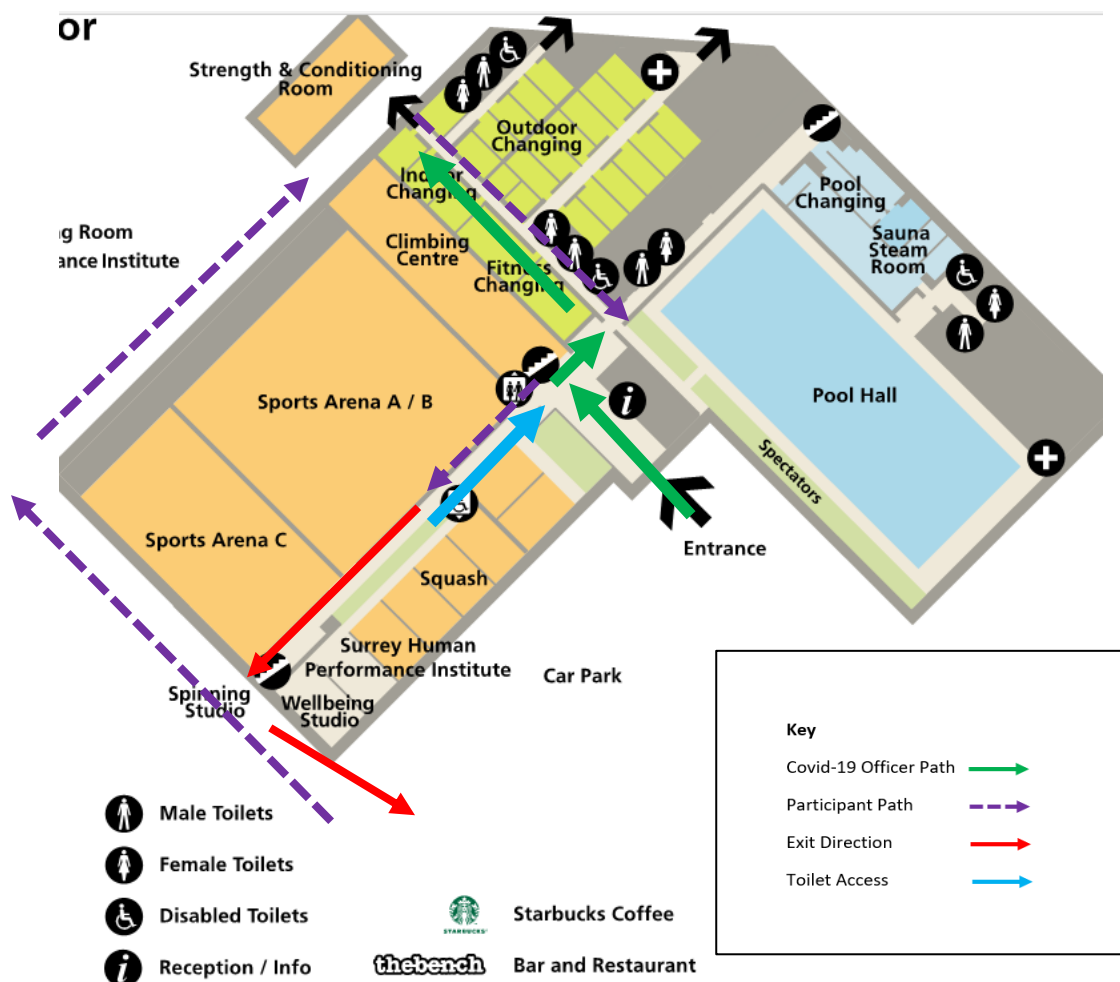 or
Strength & Conditioning
Room
Outdoor
Changing
Indoor
Changing
Pool
Changing
ng Room
ance Institute
Climbing
Centre
Fitness
Changing
Sauna
Steam
Room
Sports Arena A / B
Pool Hall
Spectators
Sports Arena C
Entrance
Squash
Surrey Human
Performance Institute
Car Park
Spinning
Studio
Wellbeing
Studio
Key
Covid-19 Officer Path
Participant Path
Exit Direction
Toilet Access
Male Toilets
Female Toilets
Disabled Toilets
STARBUCKS
Starbucks Coffee
Reception / Info
thebench
Bar and Restaurant